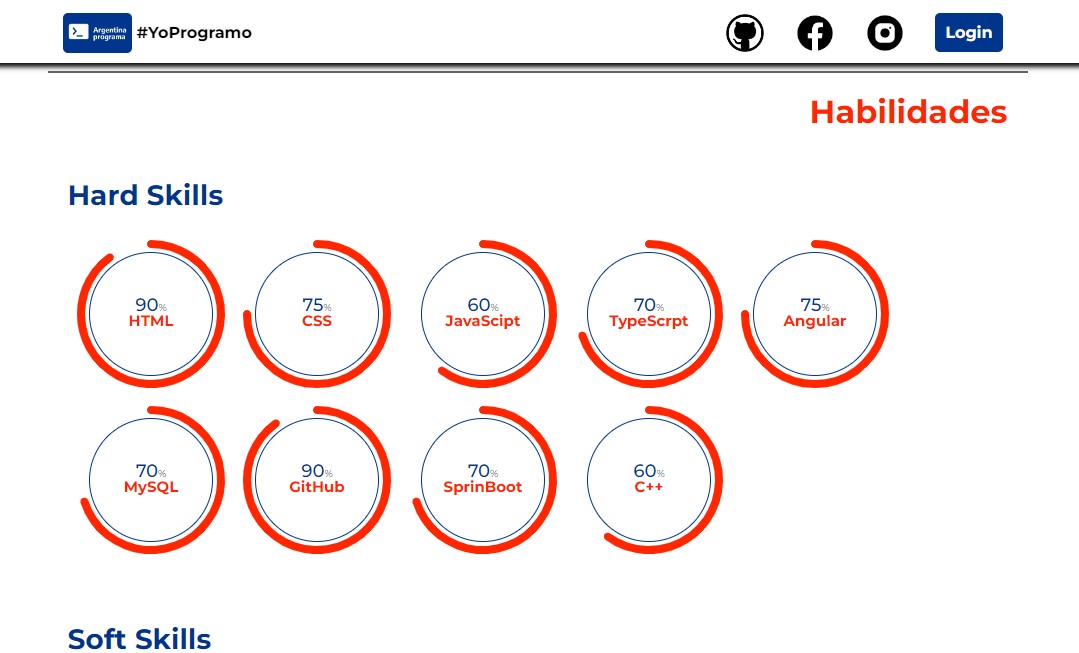 Argentina
programa
#YoProgramo
Login
Habilidades
Hard Skills
90%
HTML
75%
CSS
60%
JavaScipt
70%
TypeScrpt
75%
Angular
70%
MySQL
90%
GitHub
70%
SprinBoot
60%
C++
Soft Skills